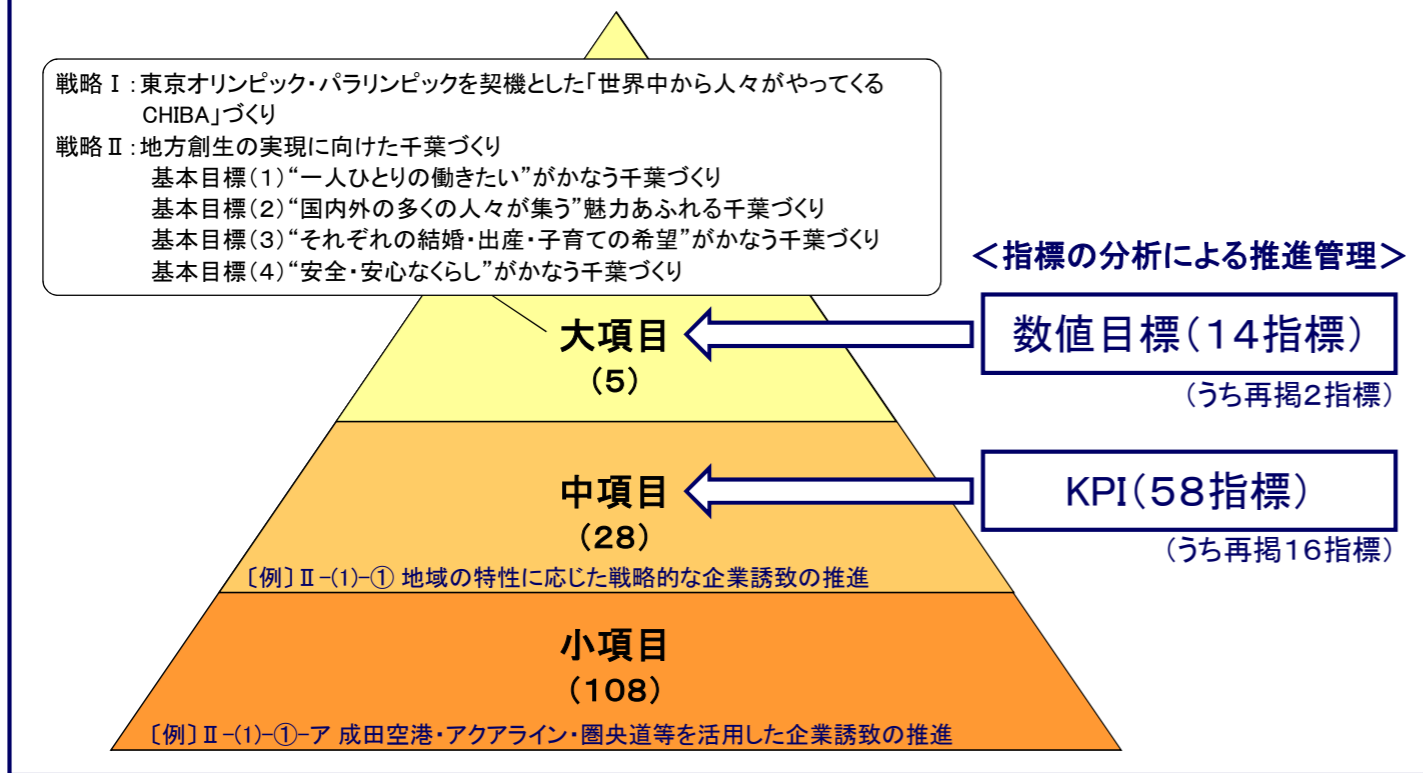 戦略Ⅰ:東京オリンピック・パラリンピックを契機とした「世界中から人々がやってくる
CHIBA」づくり
戦略Ⅱ:地方創生の実現に向けた千葉づくり
基本目標(1)“一人ひとりの働きたい”がかなう千葉づくり
基本目標(2)“国内外の多くの人々が集う”魅力あふれる千葉づくり
基本目標(3)“それぞれの結婚・出産・子育ての希望”がかなう千葉づくり
基本目標(4)“安全・安心なくらし”がかなう千葉づくり
<指標の分析による推進管理>
大項目
(5)
数値目標(14指標)
(うち再掲2指標)
中項目
(28)
〔例〕Ⅱ-(1)-① 地域の特性に応じた戦略的な企業誘致の推進
KPI(58指標)
(うち再掲16指標)
小項目
(108)
〔例〕Ⅱ-(1)-①-ア 成田空港・アクアライン・圏央道等を活用した企業誘致の推進